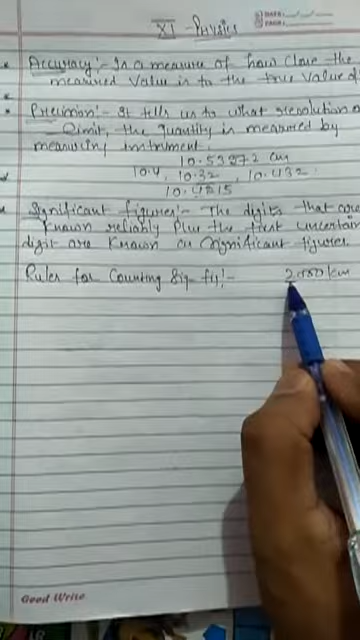 XI - Physics
DATE:
PAGE:
Accuracy:- Is a measure of how close the
measured value is to the true value of
Precision:- It tells us to what resolution or
limit, the quantity is measured by
measuring instrument.
10.53272 cm
10.4, 10.32, 10.432
10.4815
Significant figures:- The digits that are
known reliably plus the first uncertain
digit are known as significant figures.
Rules for Counting Sig fig:-
Good Write